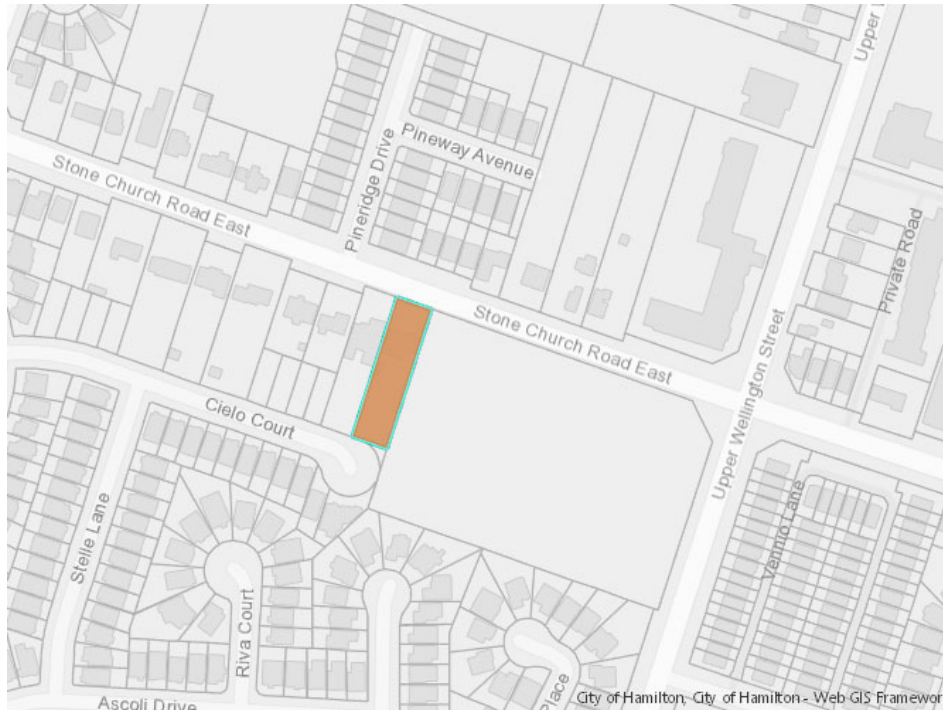 Upper
Pineway Avenue
Pineridge Drive
Stone Church Road East
Private Road
Stone Church Road East
Upper Wellington Street
Cielo Court
Stelle Lane
Vennio Lane
Riva Court
Place
Ascoli Drive
City of Hamilton, City of Hamilton - Web GIS Framewor